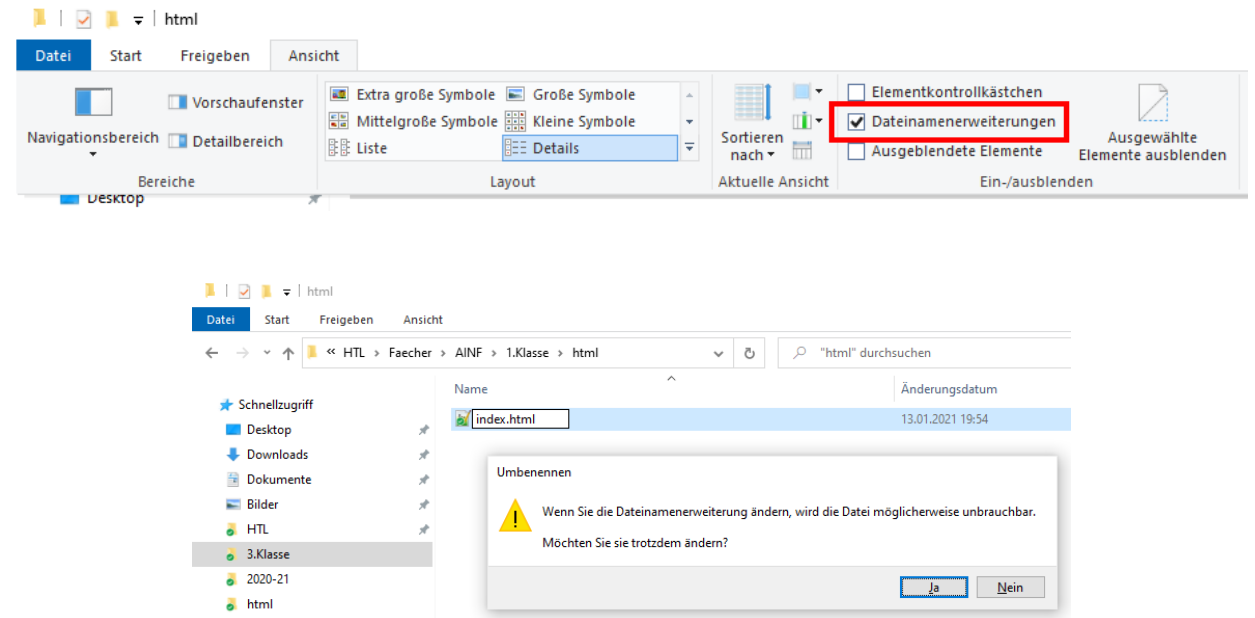 html
Datei Start Freigeben Ansicht
Navigationsbereich
Vorschaufenster
Detailbereich
Bereiche
Extra große Symbole Große Symbole
Mittelgroße Symbole Kleine Symbole
Liste Details
Layout
Sortieren
nach
Aktuelle Ansicht
Elementkontrollkästchen
Dateinamenerweiterungen
Ausgeblendete Elemente
Ausgewählte
Elemente ausblenden
Ein-/ausblenden
Desktop
html
Datei Start Freigeben Ansicht
« HTL › Faecher › AINF › 1.Klasse › html
"html" durchsuchen
Name Änderungsdatum
Schnellzugriff
Desktop
Downloads
Dokumente
Bilder
HTL
3.Klasse
2020-21
html
index.html 13.01.2021 19:54
Umbenennen
Wenn Sie die Dateinamenerweiterung ändern, wird die Datei möglicherweise unbrauchbar.
Möchten Sie sie trotzdem ändern?
Ja Nein